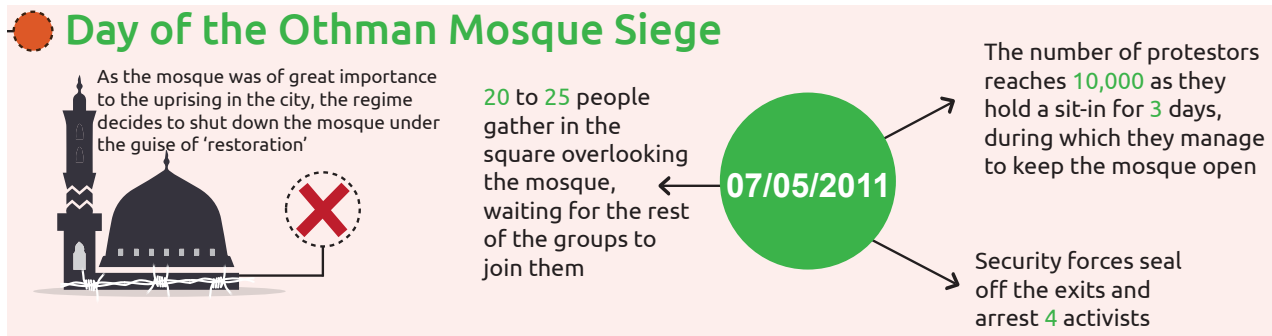 Day of the Othman Mosque Siege
As the mosque was of great importance
to the uprising in the city, the regime
decides to shut down the mosque under
the guise of ‘restoration’
20 to 25 people
gather in the
square overlooking
the mosque,
waiting for the rest
of the groups to
join them
07/05/2011
The number of protestors
reaches 10,000 as they
hold a sit-in for 3 days,
during which they manage
to keep the mosque open
Security forces seal
off the exits and
arrest 4 activists